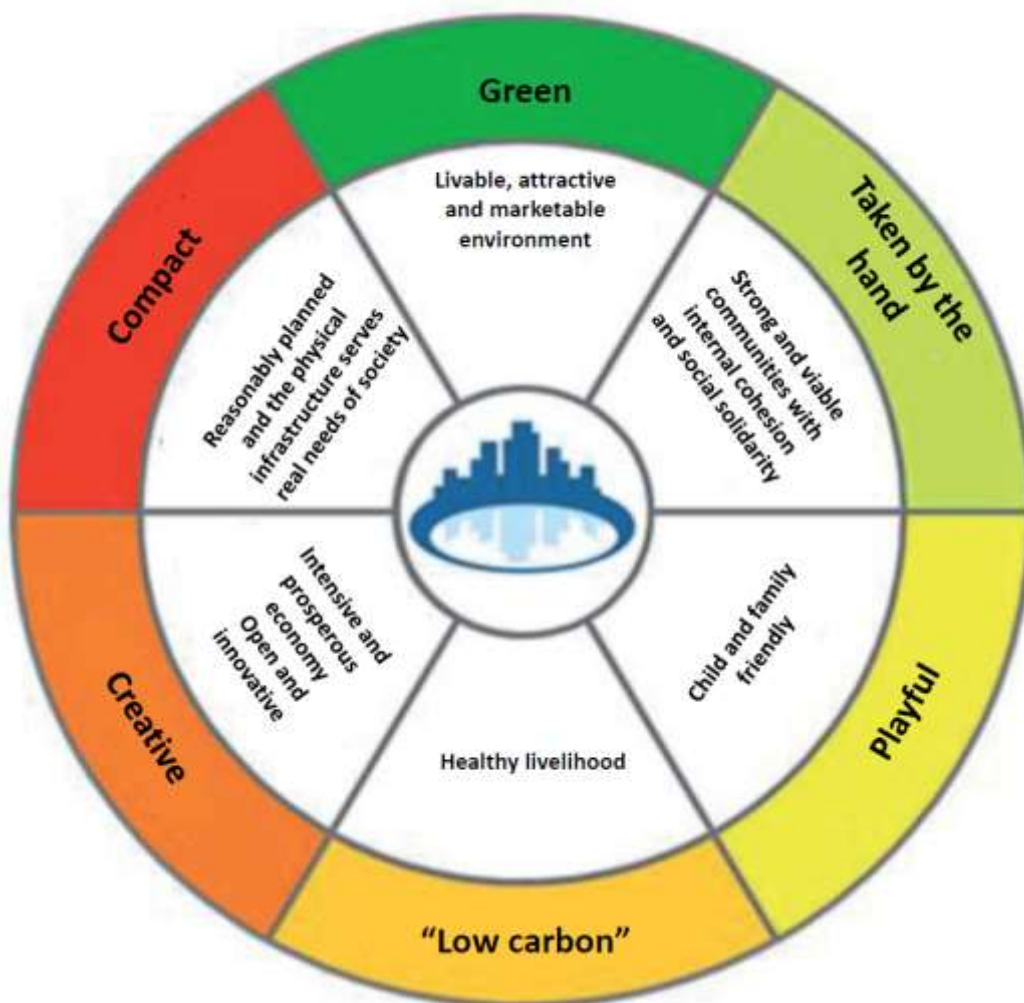 Green
Livable, attractive
and marketable
environment
Taken by the
hand
Strong and viable
communities with
internal cohesion
and social solidarity
Playful
Child and family
friendly
“Low carbon”
Healthy livelihood
Creative
Intensive and
prosperous
economy
Open and
innovative
Compact
Reasonably planned
and the physical
infrastructure serves
real needs of society